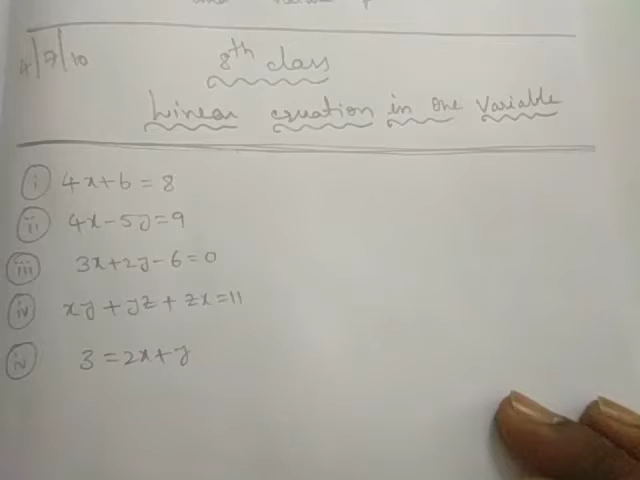 4/7/10
8th class
Linear equation in one variable
(i) 4x+6=8
(ii) 4x-5y=9
(iii) 3x+2y-6=0
(iv) xy+yz+zx=11
3=2x+y